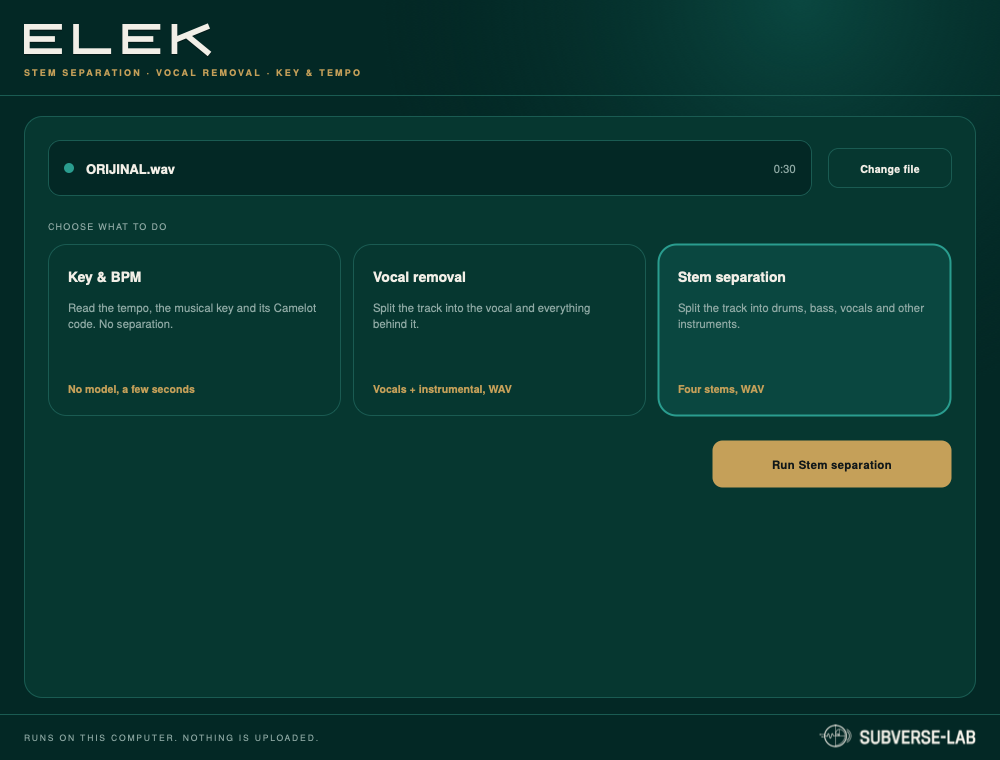 ELEK
STEM SEPARATION · VOCAL REMOVAL · KEY & TEMPO
ORIJINAL.wav
0:30
Change file
CHOOSE WHAT TO DO
Key & BPM
Read the tempo, the musical key and its Camelot
code. No separation.
No model, a few seconds
Vocal removal
Split the track into the vocal and everything
behind it.
Vocals + instrumental, WAV
Stem separation
Split the track into drums, bass, vocals and other
instruments.
Four stems, WAV
Run Stem separation
RUNS ON THIS COMPUTER. NOTHING IS UPLOADED.
SUBVERSE-LAB